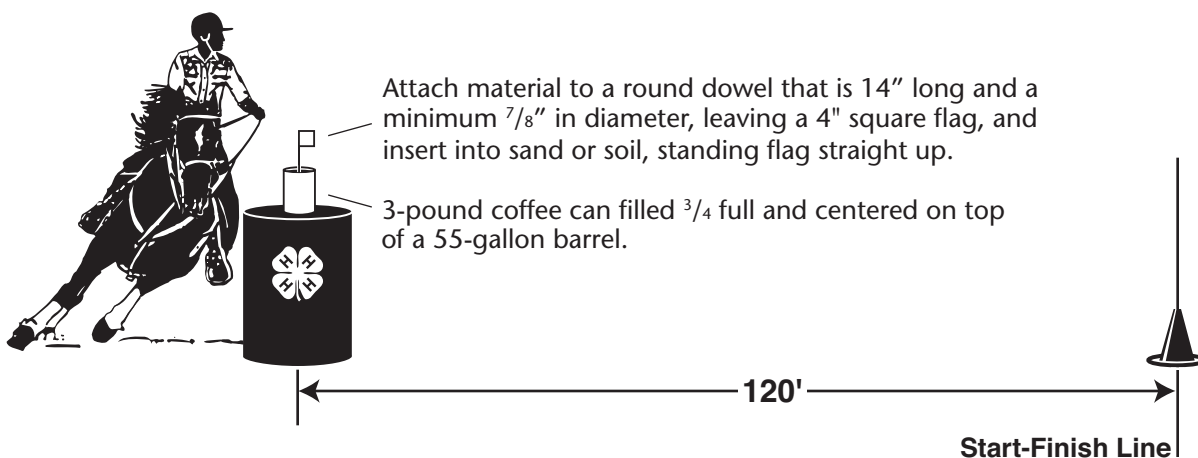 Attach material to a round dowel that is 14″ long and a
minimum 7/8″ in diameter, leaving a 4" square flag, and
insert into sand or soil, standing flag straight up.
3-pound coffee can filled 3/4 full and centered on top
of a 55-gallon barrel.
H H
H H
120'
Start-Finish Line